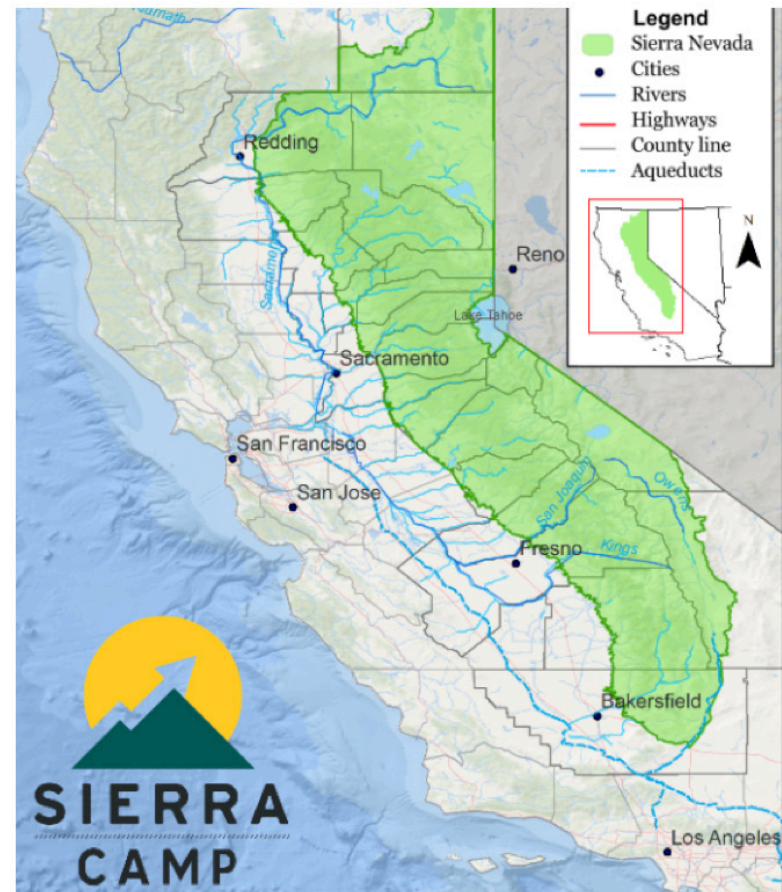 Legend
Sierra Nevada
Cities
Rivers
Highways
County line
Aqueducts
N
Redding
Reno
Lake Tahoe
Sacramento
San Francisco
San Jose
San Joaquin
Owens
Fresno
Kings
Bakersfield
Los Angeles
SIERRA
CAMP